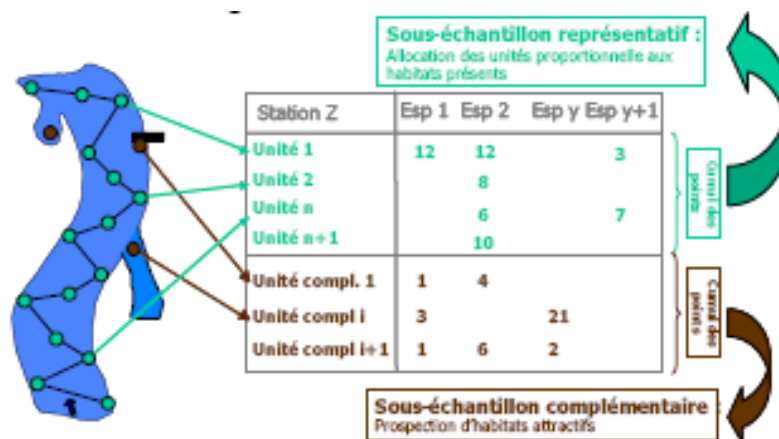 Sous-échantillon représentatif :
Allocation des unités proportionnelle aux
habitats présents
Station Z Esp 1 Esp 2 Esp y Esp y+1
Unité 1 12 12 3
Unité 2 8
Unité n 6 7
Unité n+1 10
Cumul des
points
Unité compl. 1 1 4
Unité compl i 3 21
Unité compl i+1 1 6 2
Cumul des
points
Sous-échantillon complémentaire :
Prospection d'habitats attractifs